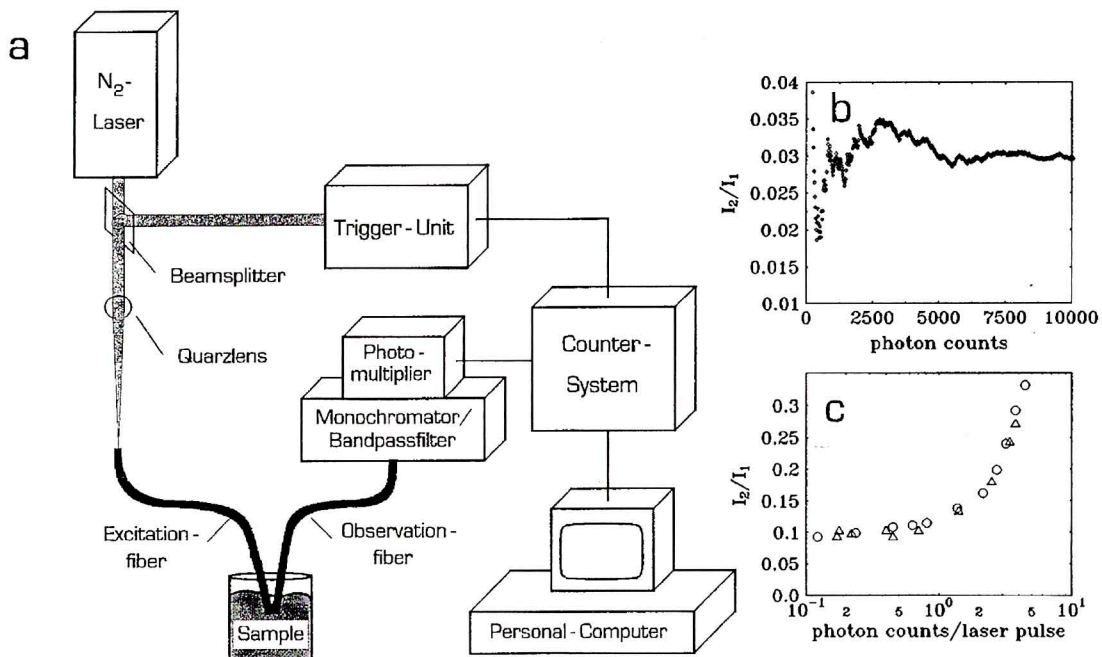 a
N2-
Laser
Trigger-Unit
Beamsplitter
Quarzlens
Photo-
multiplier
Monochromator/
Bandpassfilter
Counter-
System
Excitation-
fiber
Observation-
fiber
Sample
Personal-Computer
b
I2/I1
0.04
0.035
0.03
0.025
0.02
0.015
0.01
0 2500 5000 7500 10000
photon counts
c
I2/I1
0.3
0.25
0.2
0.15
0.1
0.05
0.0
10-1 2 5 100 2 5 101
photon counts/laser pulse